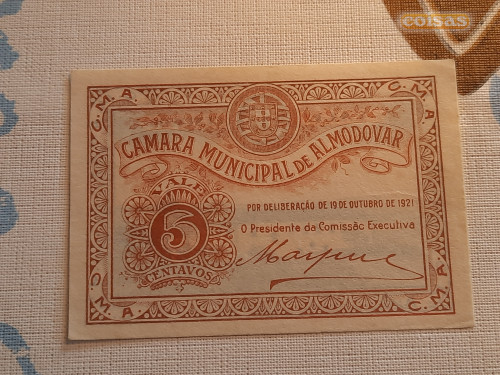 coisas
C.M.A. C.M.A.
CAMARA MUNICIPAL DE ALMODOVAR
VALE
5
CENTAVOS
POR DELIBERAÇÃO DE 19 DE OUTUBRO DE 1921
O Presidente da Comissão Executiva
C.M.A. C.M.A.